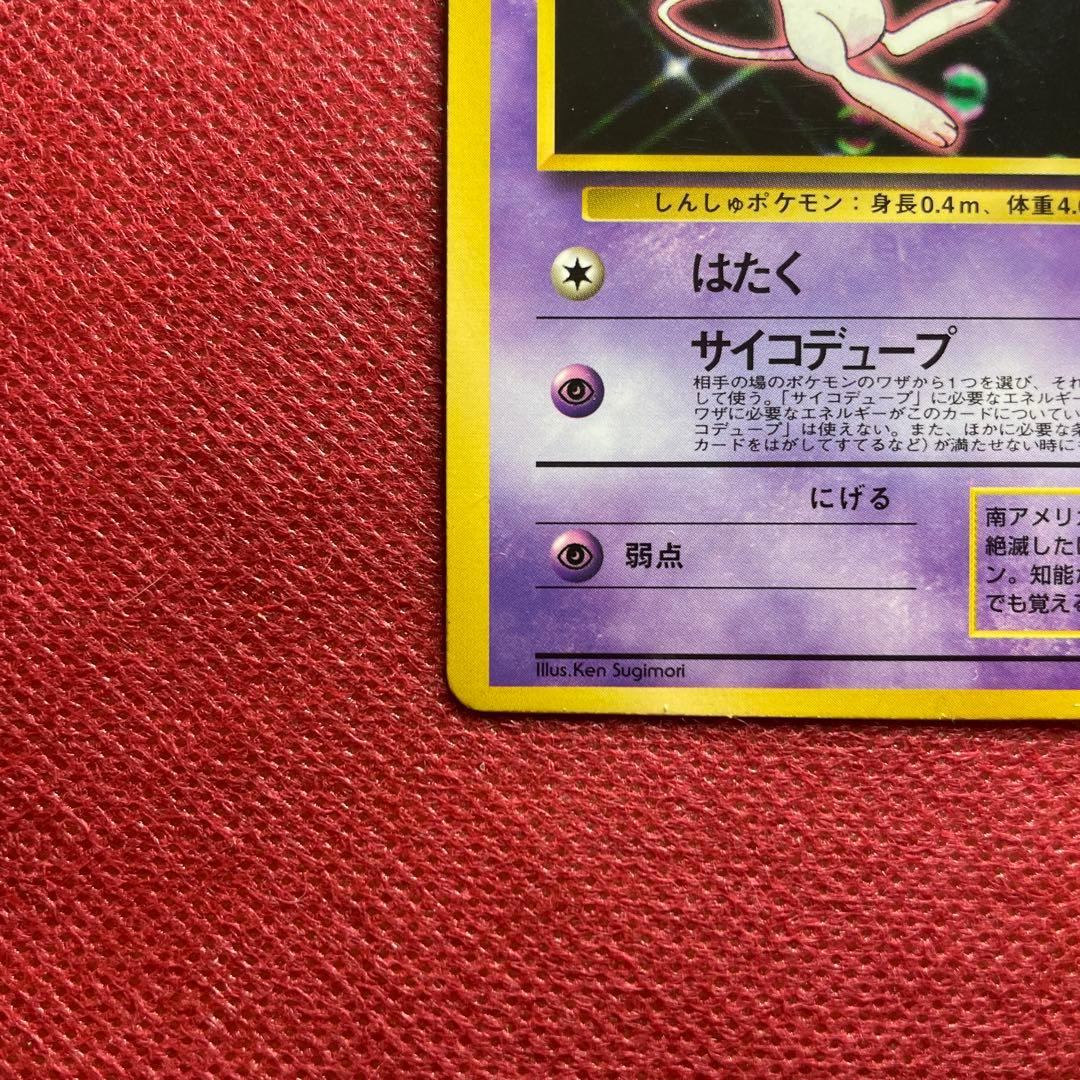 しんしゅポケモン：身長0.4m、体重4.
はたく
サイコデュープ
相手の場のポケモンのワザから1つを選び、それ
して使う。「サイコデュープ」に必要なエネルギー
ワザに必要なエネルギーがこのカードについてい
コデュープ」は使えない。また、ほかに必要な条
カードをはがしてすてるなど）が満たせない時に
にげる
弱点
南アメリ
絶滅した
ン。知能
でも覚え
Illus.Ken Sugimori